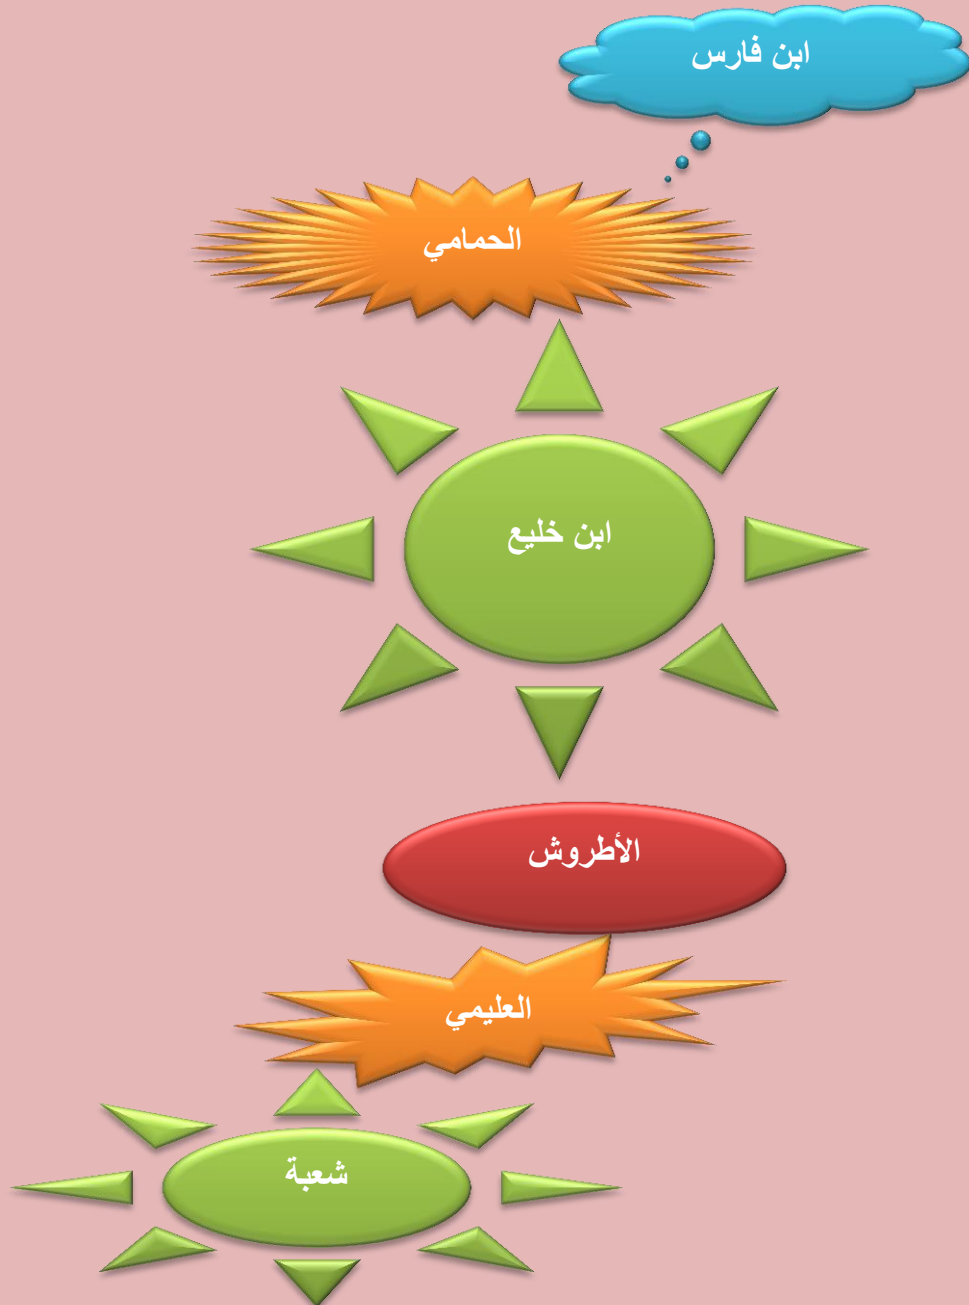 ابن فارس
الحمامي
ابن خليع
الأطروش
العليمي
شعبة